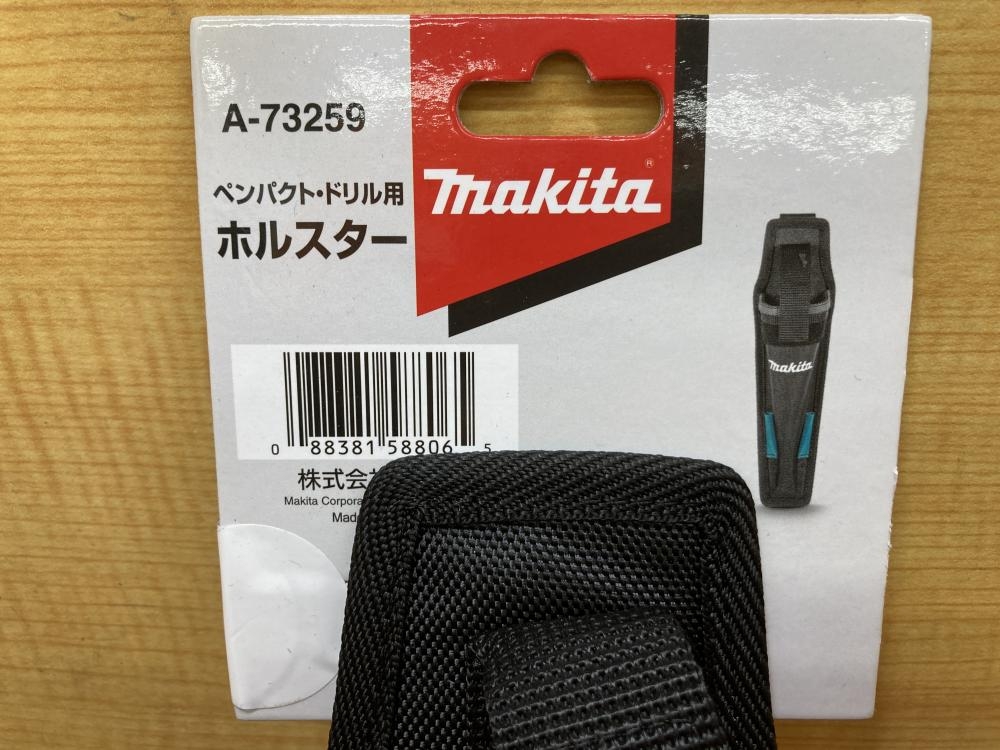 A-73259
ペンパクト・ドリル用
ホルスター
makita®
makita
0 88381 58806 5
株式会
Makita Corpora
Made